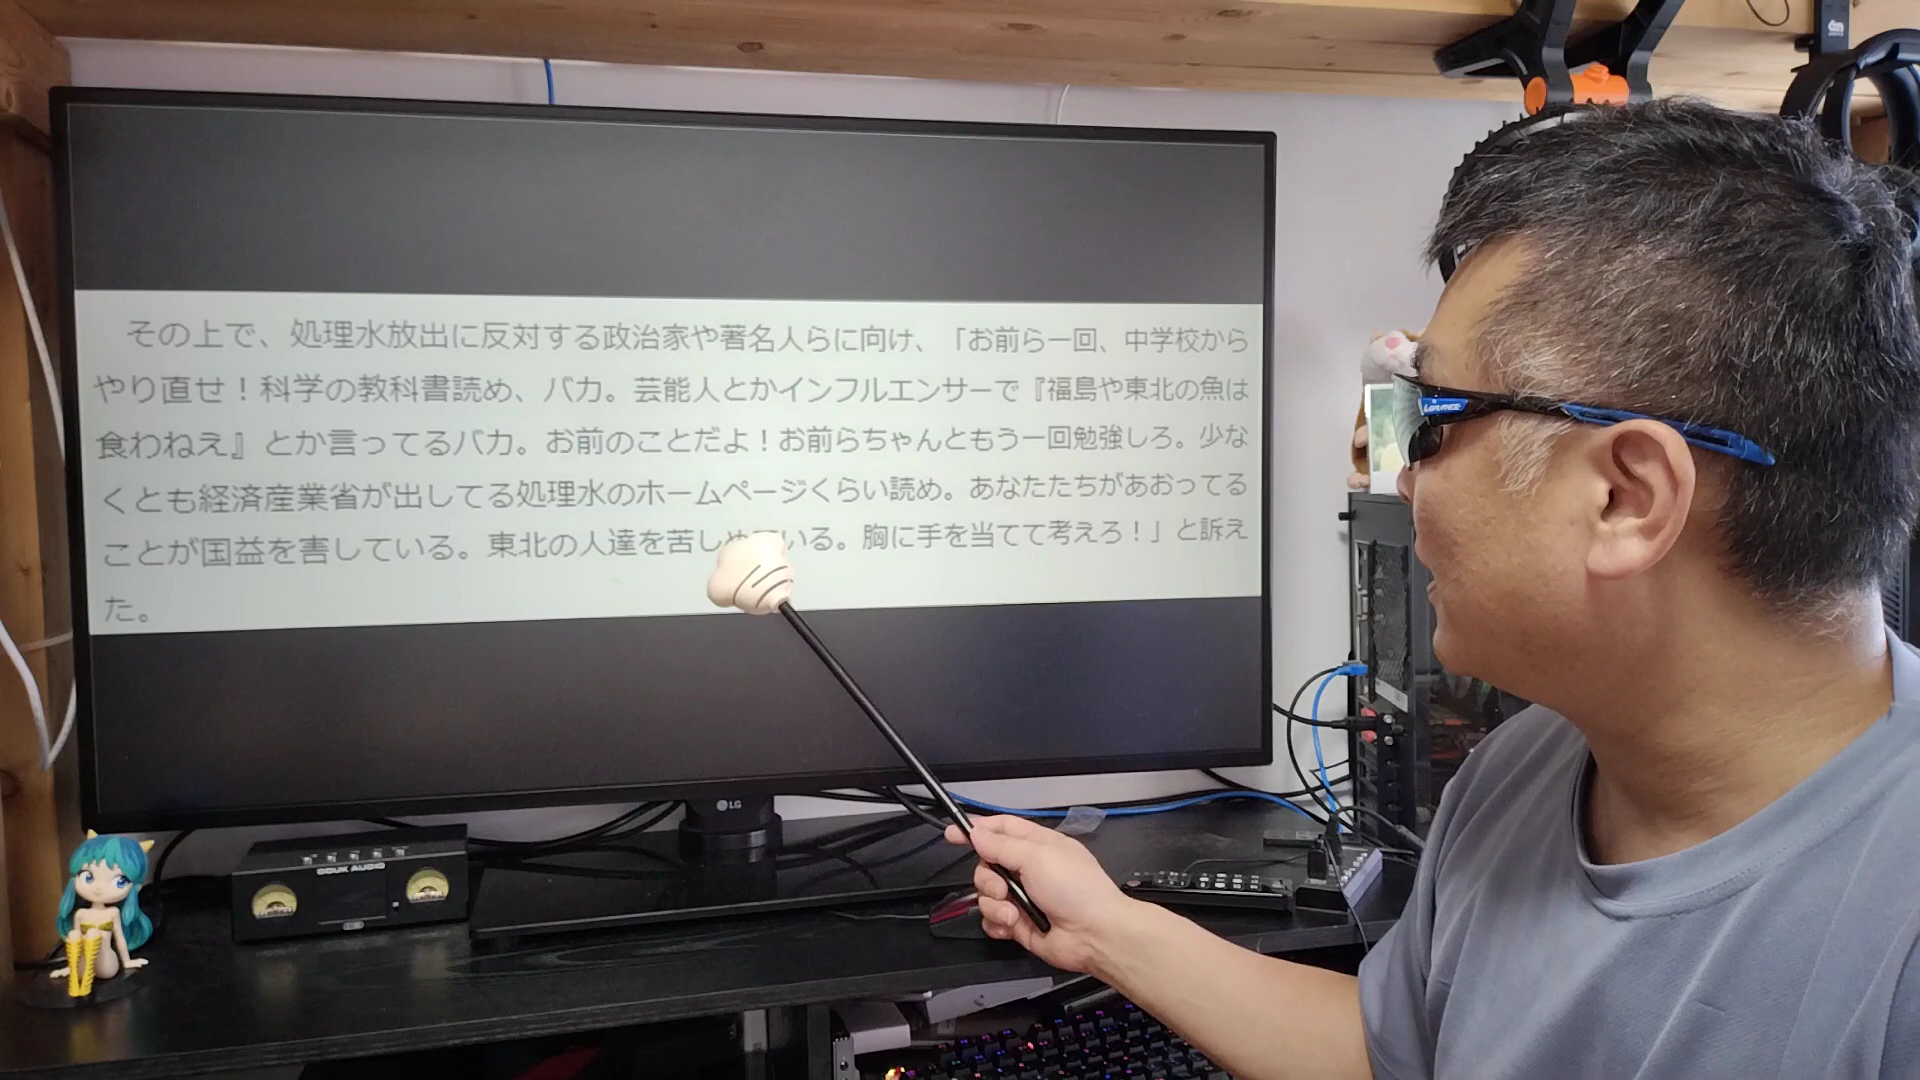 その上で、処理水放出に反対する政治家や著名人らに向け、「お前ら一回、中学校から
やり直せ！科学の教科書読め、バカ。芸能人とかインフルエンサーで『福島や東北の魚は
食わねえ』とか言ってるバカ。お前のことだよ！お前らちゃんともう一回勉強しろ。少な
くとも経済産業省が出してる処理水のホームページくらい読め。あなたたちがあおってる
ことが国益を害している。東北の人達を苦しめている。胸に手を当てて考えろ！」と訴え
た。
LG
DOUK AUDIO